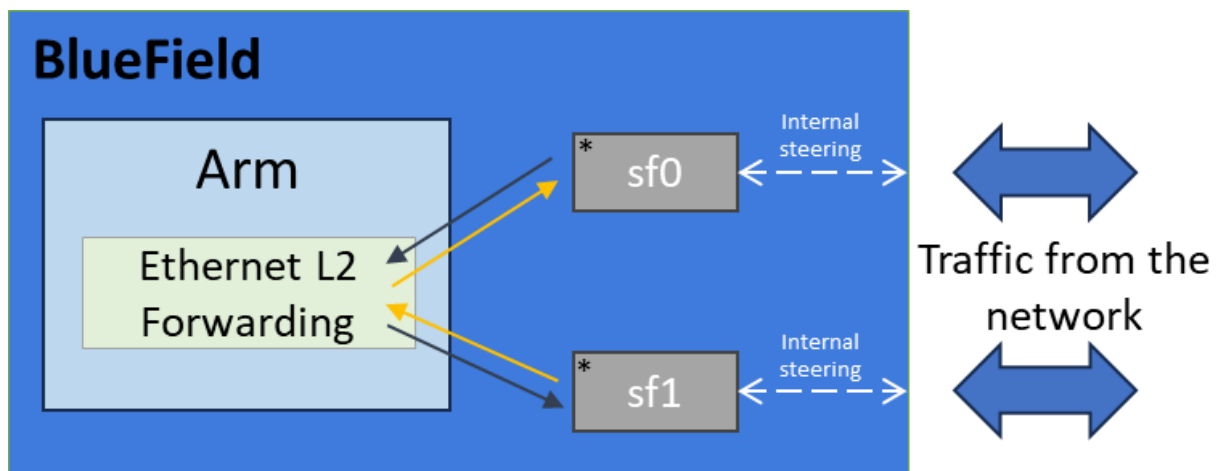 BlueField
Arm
Ethernet L2
Forwarding
*
sf0
Internal
steering
*
sf1
Internal
steering
Traffic from the
network